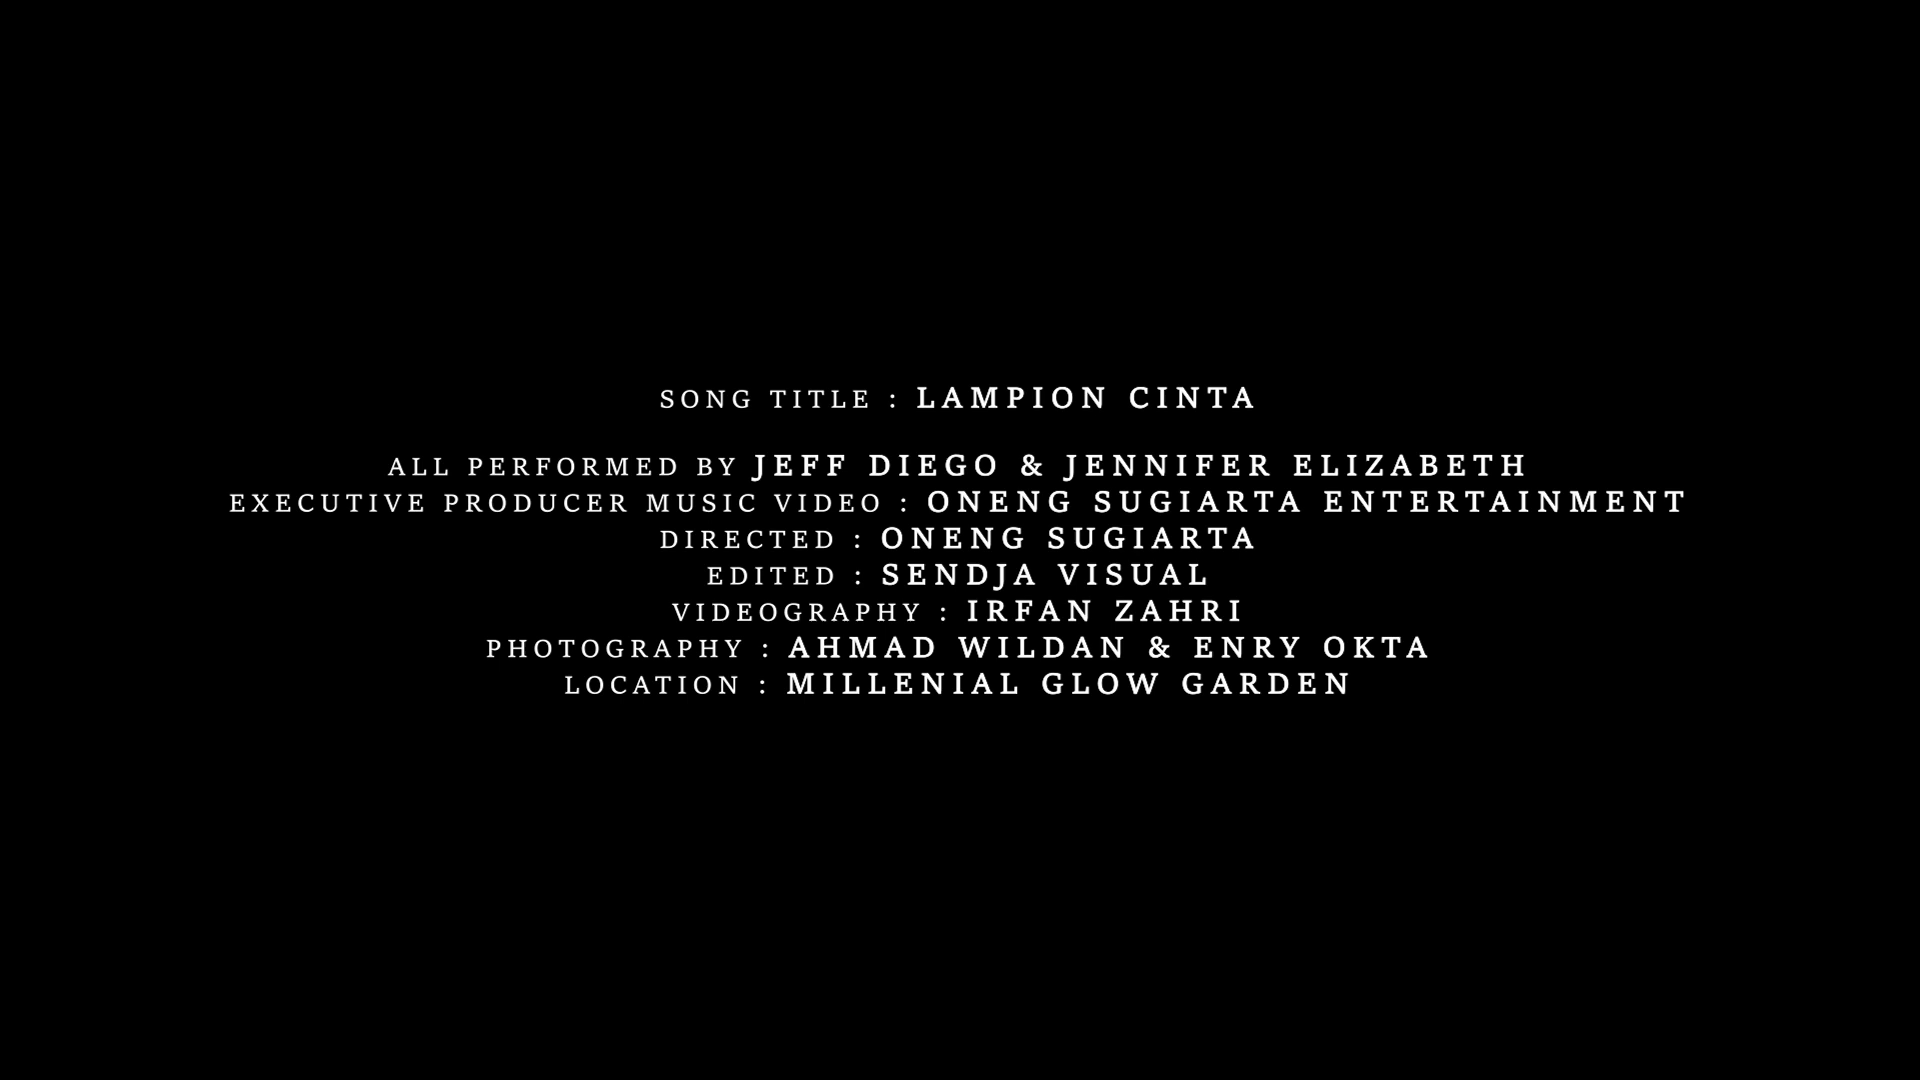 SONG TITLE : LAMPION CINTA
ALL PERFORMED BY JEFF DIEGO & JENNIFER ELIZABETH
EXECUTIVE PRODUCER MUSIC VIDEO : ONENG SUGIARTA ENTERTAINMENT
DIRECTED : ONENG SUGIARTA
EDITED : SENDJA VISUAL
VIDEOGRAPHY : IRFAN ZAHRI
PHOTOGRAPHY : AHMAD WILDAN & ENRY OKTA
LOCATION : MILLENIAL GLOW GARDEN